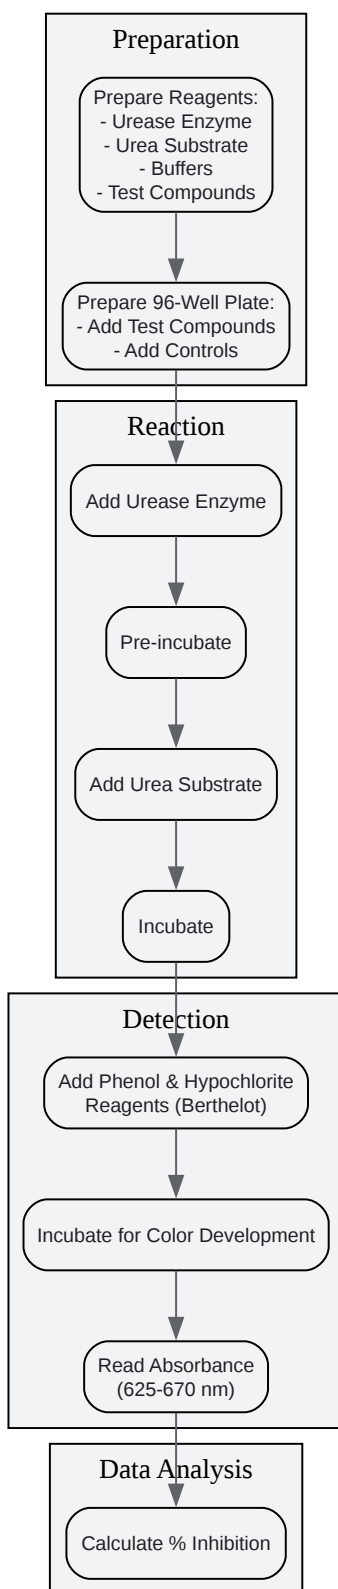 Preparation
Prepare Reagents:
- Urease Enzyme
- Urea Substrate
- Buffers
- Test Compounds
Prepare 96-Well Plate:
- Add Test Compounds
- Add Controls
Reaction
Add Urease Enzyme
Pre-incubate
Add Urea Substrate
Incubate
Detection
Add Phenol & Hypochlorite
Reagents (Berthelot)
Incubate for Color Development
Read Absorbance
(625-670 nm)
Data Analysis
Calculate % Inhibition